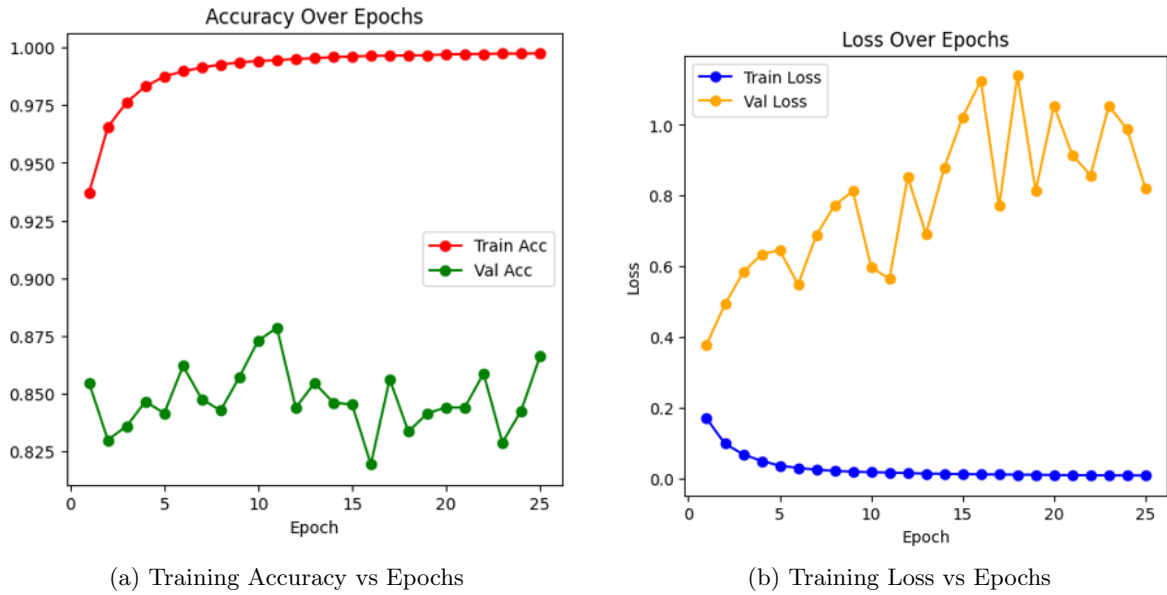 Accuracy Over Epochs
1.000
0.975
0.950
0.925
0.900
0.875
0.850
0.825
Train Acc
Val Acc
0 5 10 15 20 25
Epoch
(a) Training Accuracy vs Epochs
Loss Over Epochs
Train Loss
Val Loss
Loss
1.0
0.8
0.6
0.4
0.2
0.0
0 5 10 15 20 25
Epoch
(b) Training Loss vs Epochs